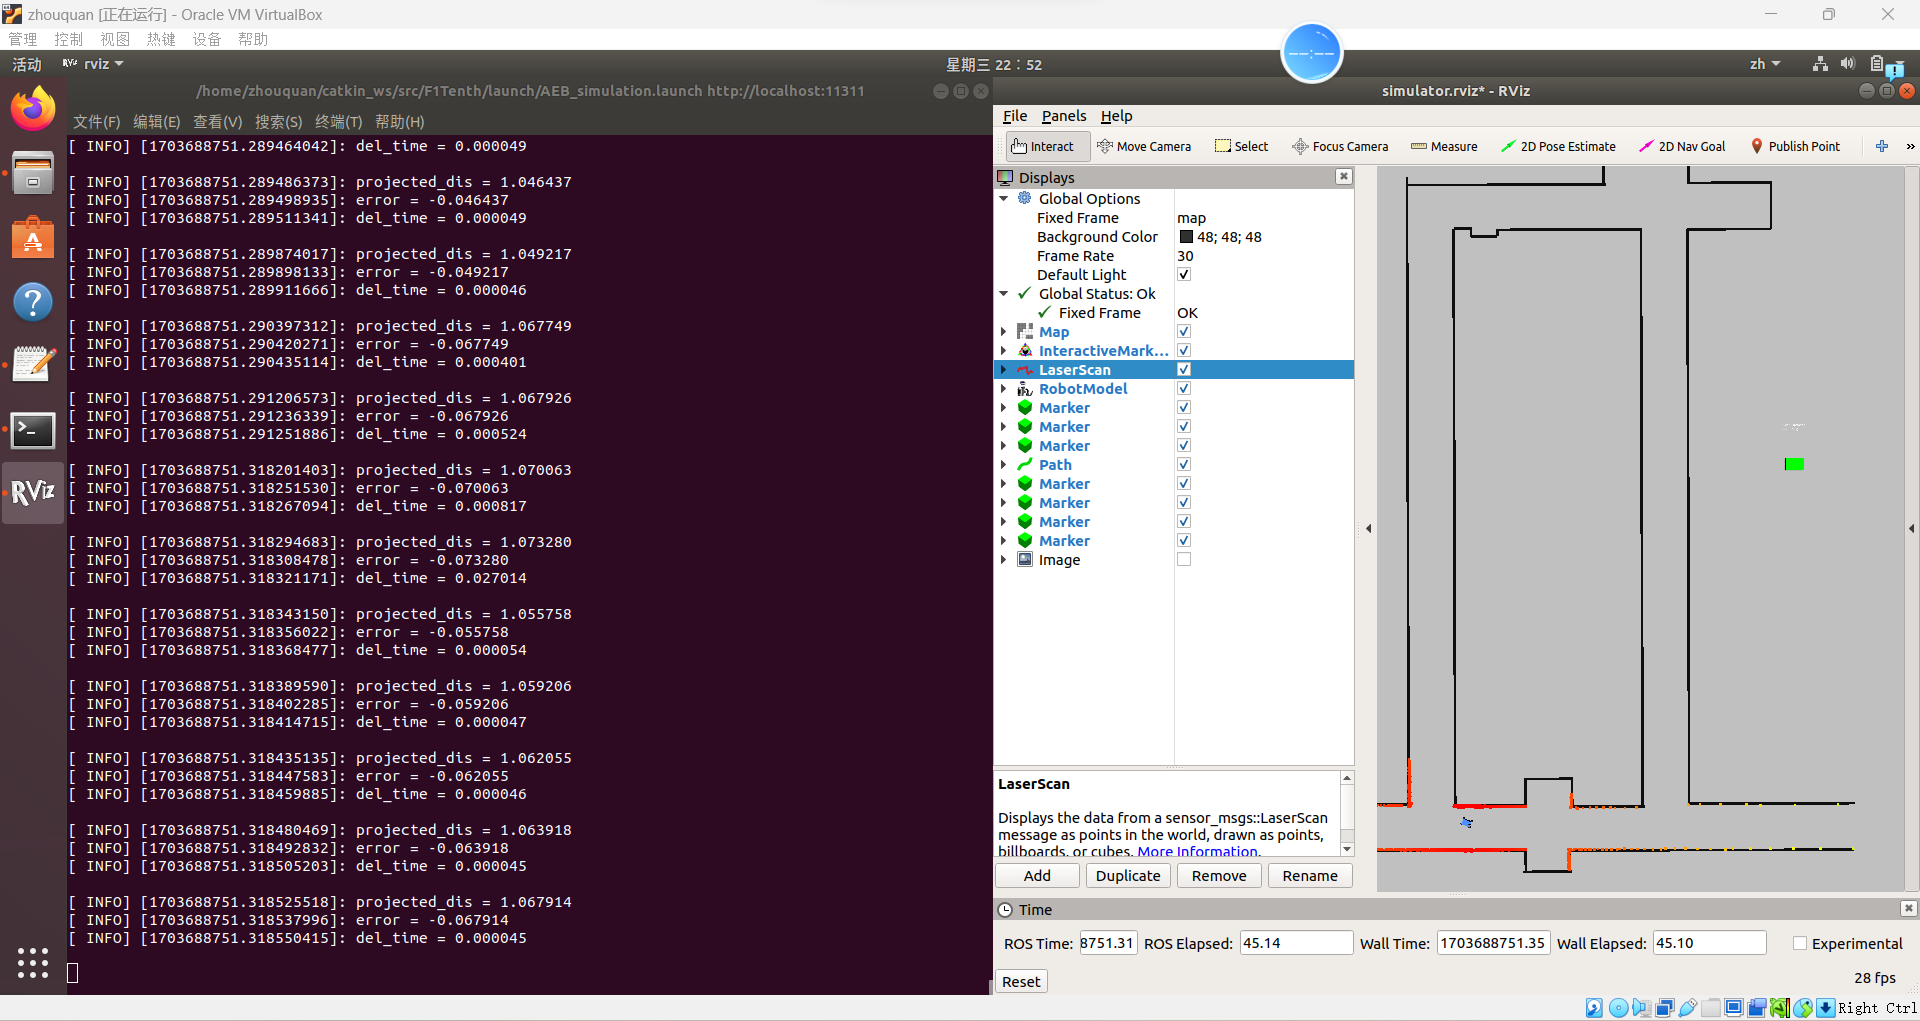 zhouquan [正在运行] - Oracle VM VirtualBox
管理 控制 视图 热键 设备 帮助
活动 RViz rviz 星期三 22：52 zh
/home/zhouquan/catkin_ws/src/F1Tenth/launch/AEB_simulation.launch http://localhost:11311
文件(F) 编辑(E) 查看(V) 搜索(S) 终端(T) 帮助(H)
[ INFO] [1703688751.289464042]: del_time = 0.000049
[ INFO] [1703688751.289486373]: projected_dis = 1.046437
[ INFO] [1703688751.289498935]: error = -0.046437
[ INFO] [1703688751.289511341]: del_time = 0.000049
[ INFO] [1703688751.289874017]: projected_dis = 1.049217
[ INFO] [1703688751.289898133]: error = -0.049217
[ INFO] [1703688751.289911666]: del_time = 0.000046
[ INFO] [1703688751.290397312]: projected_dis = 1.067749
[ INFO] [1703688751.290420271]: error = -0.067749
[ INFO] [1703688751.290435114]: del_time = 0.000401
[ INFO] [1703688751.291206573]: projected_dis = 1.067926
[ INFO] [1703688751.291236339]: error = -0.067926
[ INFO] [1703688751.291251886]: del_time = 0.000524
[ INFO] [1703688751.318201403]: projected_dis = 1.070063
[ INFO] [1703688751.318251530]: error = -0.070063
[ INFO] [1703688751.318267094]: del_time = 0.000817
[ INFO] [1703688751.318294683]: projected_dis = 1.073280
[ INFO] [1703688751.318308478]: error = -0.073280
[ INFO] [1703688751.318321171]: del_time = 0.027014
[ INFO] [1703688751.318343150]: projected_dis = 1.055758
[ INFO] [1703688751.318356022]: error = -0.055758
[ INFO] [1703688751.318368477]: del_time = 0.000054
[ INFO] [1703688751.318389590]: projected_dis = 1.059206
[ INFO] [1703688751.318402285]: error = -0.059206
[ INFO] [1703688751.318414715]: del_time = 0.000047
[ INFO] [1703688751.318435135]: projected_dis = 1.062055
[ INFO] [1703688751.318447583]: error = -0.062055
[ INFO] [1703688751.318459885]: del_time = 0.000046
[ INFO] [1703688751.318480469]: projected_dis = 1.063918
[ INFO] [1703688751.318492832]: error = -0.063918
[ INFO] [1703688751.318505203]: del_time = 0.000045
[ INFO] [1703688751.318525518]: projected_dis = 1.067914
[ INFO] [1703688751.318537996]: error = -0.067914
[ INFO] [1703688751.318550415]: del_time = 0.000045
RViz
simulator.rviz* - RViz
File Panels Help
Interact Move Camera Select Focus Camera Measure 2D Pose Estimate 2D Nav Goal Publish Point »
Displays
Global Options
Fixed Frame map
Background Color 48; 48; 48
Frame Rate 30
Default Light
Global Status: Ok
Fixed Frame OK
Map
InteractiveMark...
LaserScan
RobotModel
Marker
Marker
Marker
Path
Marker
Marker
Marker
Marker
Image
LaserScan
Displays the data from a sensor_msgs::LaserScan
message as points in the world, drawn as points,
billboards, or cubes. More Information.
Add Duplicate Remove Rename
Time
ROS Time: 8751.31 ROS Elapsed: 45.14 Wall Time: 1703688751.35 Wall Elapsed: 45.10 Experimental
Reset 28 fps
Right Ctrl